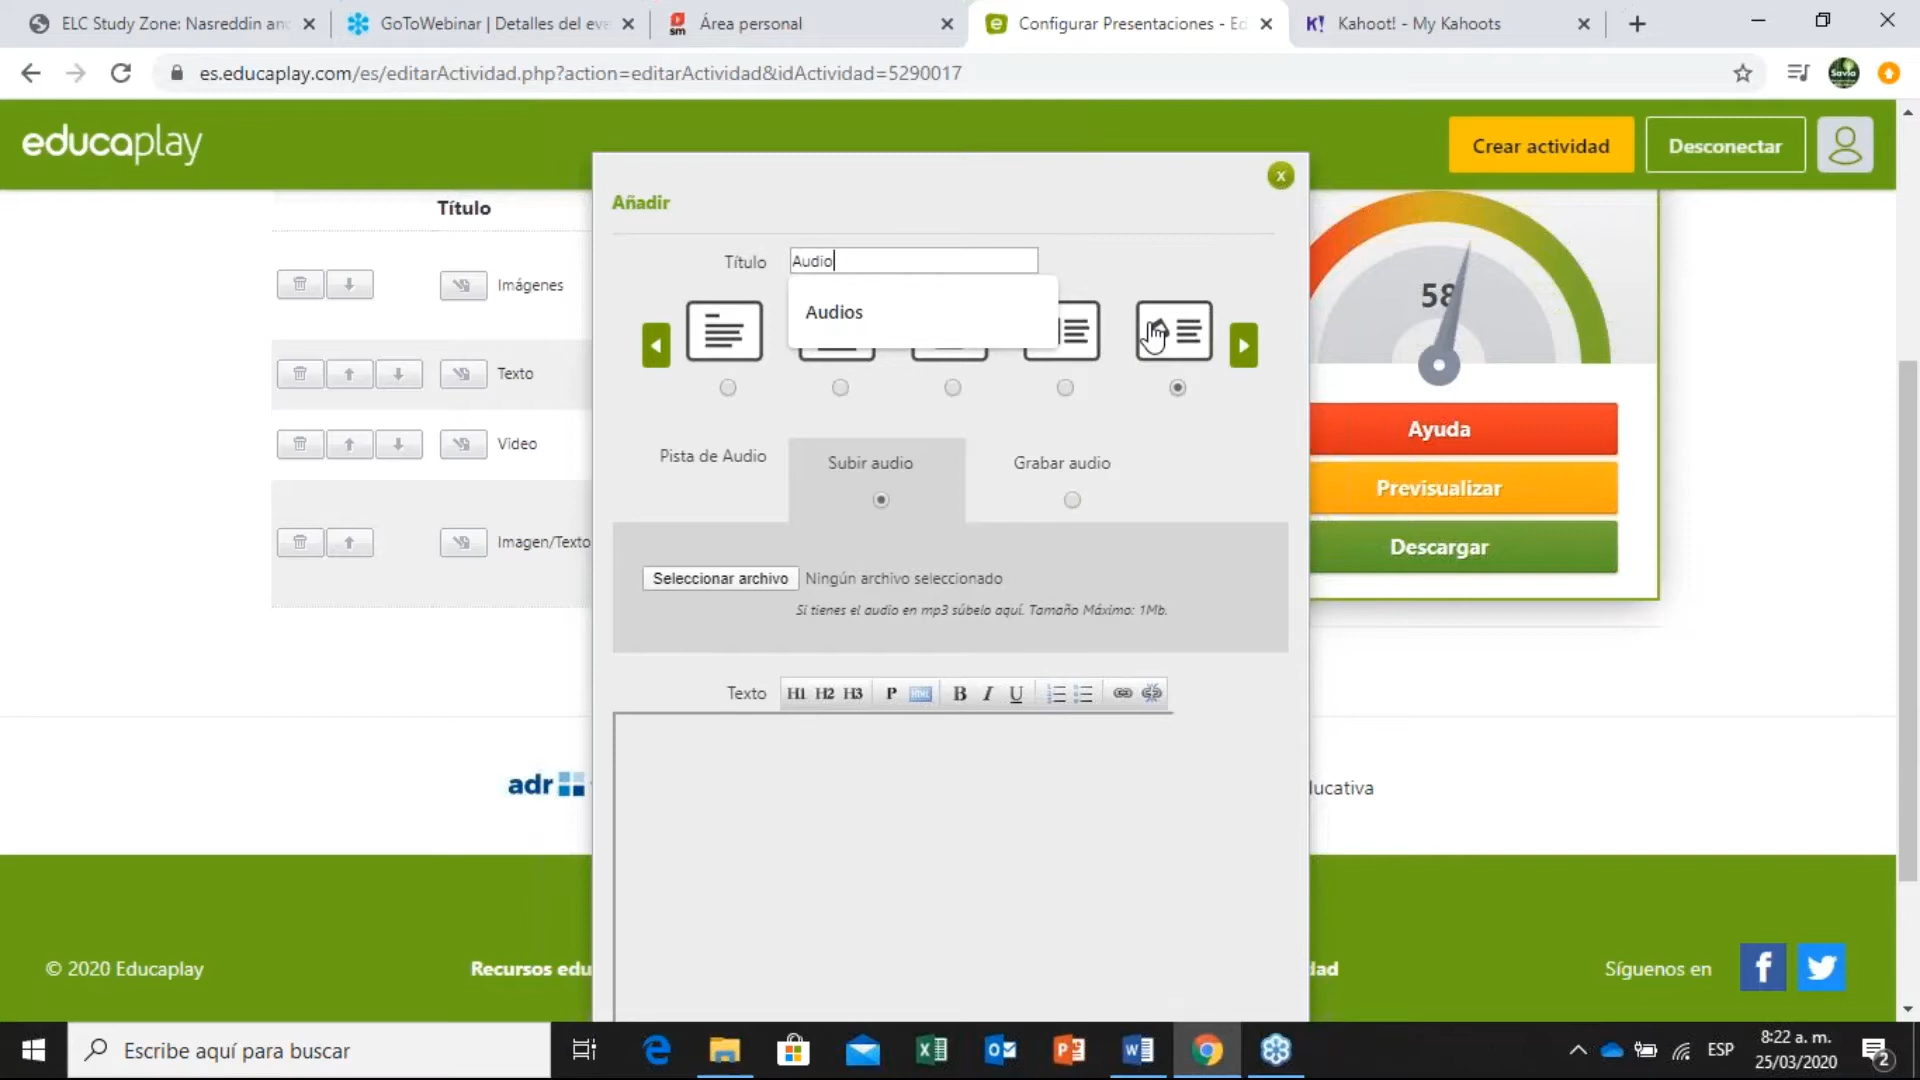 ELC Study Zone: Nasreddin an
GoToWebinar | Detalles del eve
Área personal
Configurar Presentaciones - Ed
Kahoot! - My Kahoots
es.educaplay.com/es/editarActividad.php?action=editarActividad&idActividad=5290017
educaplay
Crear actividad
Desconectar
Título
Imágenes
Texto
Video
Imagen/Texto
Añadir
x
Título
Audio
Audios
Pista de Audio
Subir audio
Grabar audio
Seleccionar archivo
Ningún archivo seleccionado
Si tienes el audio en mp3 súbelo aquí. Tamaño Máximo: 1Mb.
Texto
H1 H2 H3 P HTML B I U
58
Ayuda
Previsualizar
Descargar
adr
lucativa
© 2020 Educaplay
Recursos edu
dad
Síguenos en
Escribe aquí para buscar
ESP
8:22 a. m.
25/03/2020
2